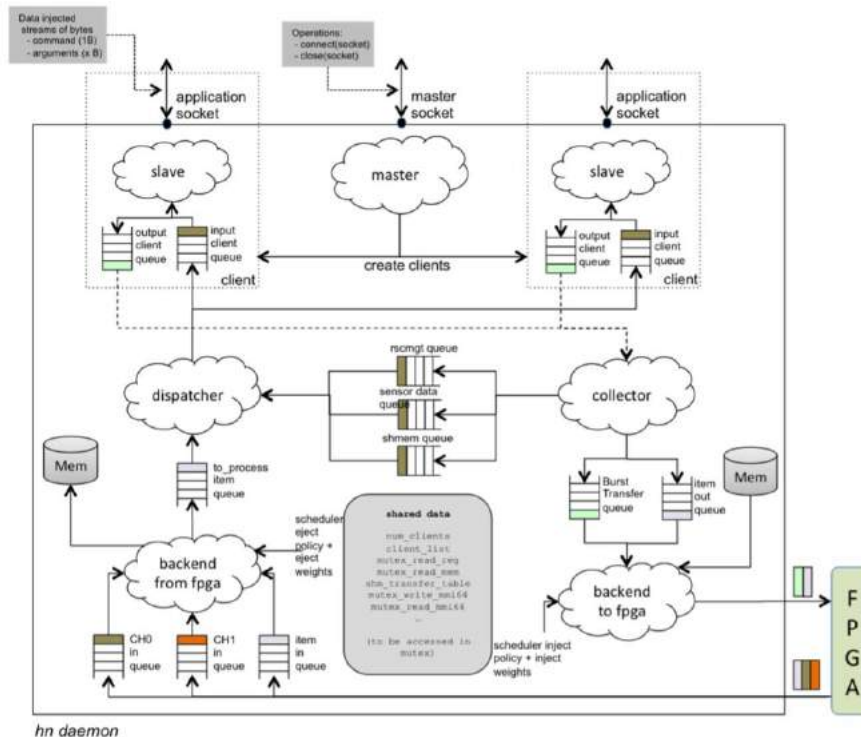 Data injected
streams of bytes
- command (1B)
- arguments (x B)
Operations:
- connect(socket)
- close(socket)
application
socket
master
socket
application
socket
slave
master
slave
output
client
queue
input
client
queue
client
create clients
output
client
queue
input
client
queue
client
rscmgt queue
dispatcher
sensor data
queue
collector
shmem queue
Mem
to_process
item
queue
Burst
Transfer
queue
item
out
queue
Mem
shared data
num_clients
client_list
mutex_read_reg
mutex_read_mem
shm_transfer_table
mutex_write_mmi64
mutex_read_mmi64
…
(to be accessed in
mutex)
scheduler
eject
policy +
eject
weights
backend
from fpga
backend
to fpga
CH0
in
queue
CH1
in
queue
item
in
queue
scheduler inject
policy + inject
weights
F
P
G
A
hn daemon